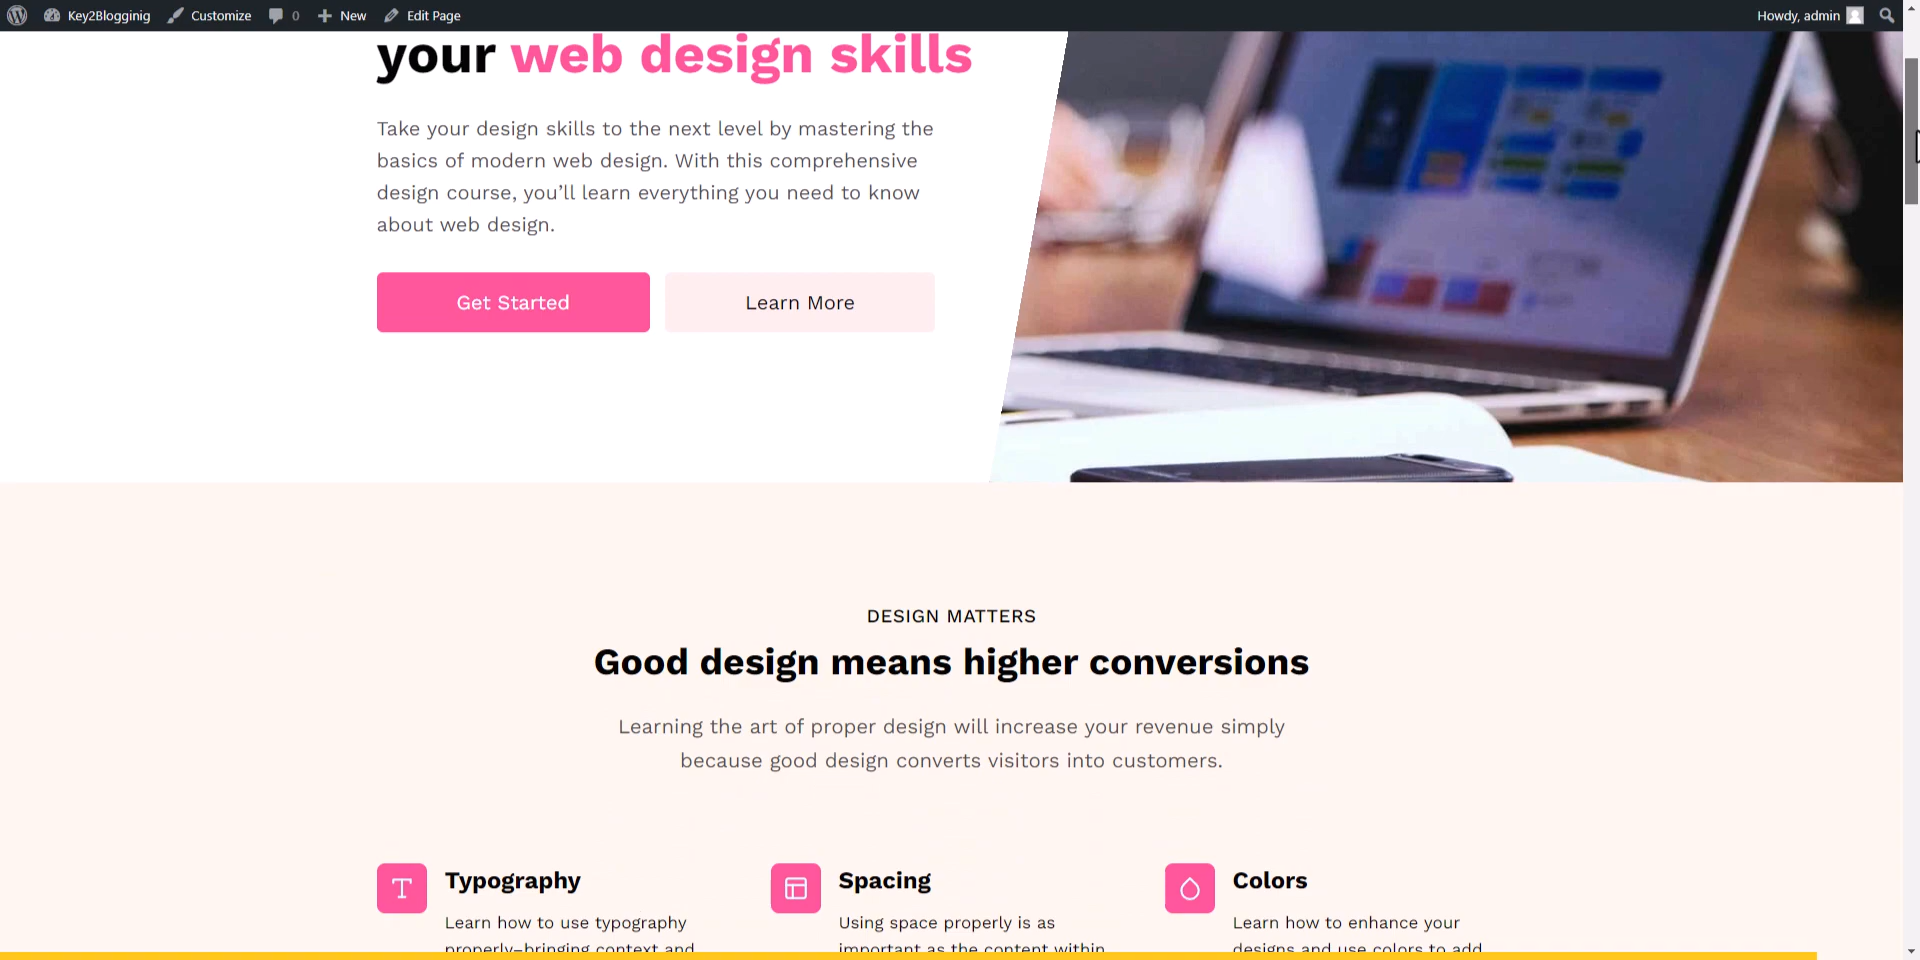 Key2Blogginig Customize 0 New Edit Page Howdy, admin
your web design skills
Take your design skills to the next level by mastering the
basics of modern web design. With this comprehensive
design course, you’ll learn everything you need to know
about web design.
Get Started Learn More
DESIGN MATTERS
Good design means higher conversions
Learning the art of proper design will increase your revenue simply
because good design converts visitors into customers.
Typography
Learn how to use typography
properly–bringing context and
Spacing
Using space properly is as
important as the content within
Colors
Learn how to enhance your
designs and use colors to add